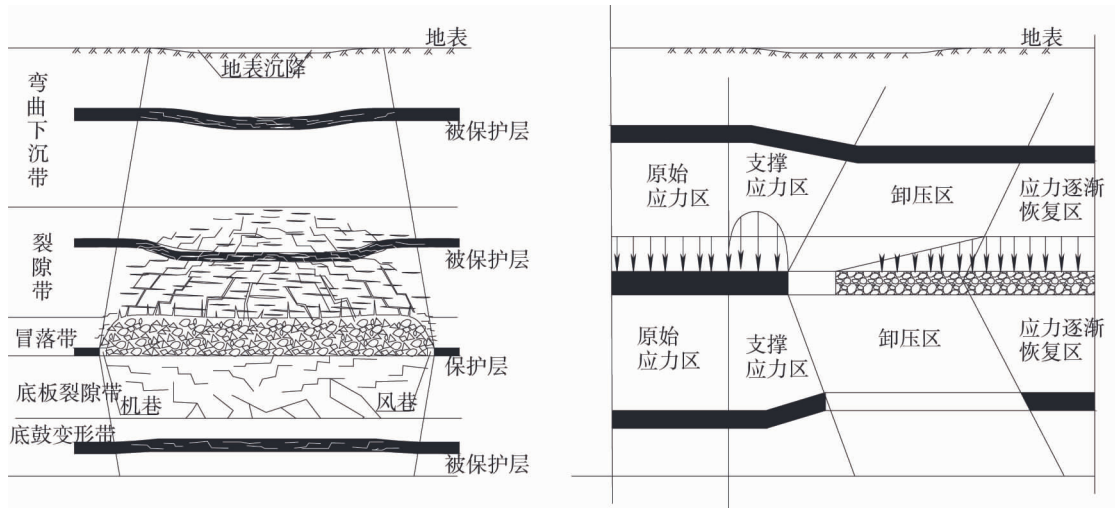 地表
地表沉降
弯曲下沉带
被保护层
裂隙带
被保护层
冒落带
保护层
底板裂隙带
机巷
风巷
底鼓变形带
被保护层
地表
原始
应力区
支撑
应力区
卸压区
应力逐渐
恢复区
原始
应力区
支撑
应力区
卸压区
应力逐渐
恢复区